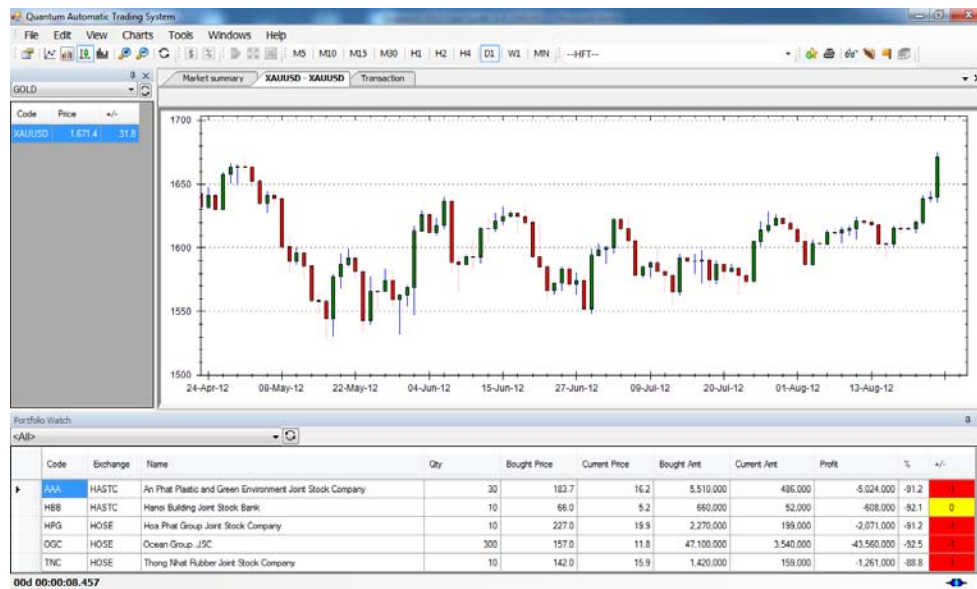 Quantum Automatic Trading System
File Edit View Charts Tools Windows Help
M5 M10 M15 M30 H1 H2 H4 D1 W1 MN --HFT--
GOLD
Market summary XAUUSD - XAUUSD Transaction
Code Price +/-
XAUUSD 1,671.4 31.8
1700
1650
1600
1550
1500
24-Apr-12 08-May-12 22-May-12 04-Jun-12 15-Jun-12 27-Jun-12 09-Jul-12 20-Jul-12 01-Aug-12 13-Aug-12
Portfolio Watch
<All>
Code Exchange Name Qty Bought Price Current Price Bought Amt Current Amt Profit % +/-
AAA HASTC An Phat Plastic and Green Environment Joint Stock Company 30 183.7 16.2 5,510,000 486,000 -5,024,000 -91.2
HBB HASTC Hanoi Building Joint Stock Bank 10 66.0 5.2 660,000 52,000 -608,000 -92.1 0
HPG HOSE Hoa Phat Group Joint Stock Company 10 227.0 19.9 2,270,000 199,000 -2,071,000 -91.2
OGC HOSE Ocean Group.,JSC 300 157.0 11.8 47,100,000 3,540,000 -43,560,000 -92.5
TNC HOSE Thong Nhat Rubber Joint Stock Company 10 142.0 15.9 1,420,000 159,000 -1,261,000 -88.8
00d 00:00:08.457